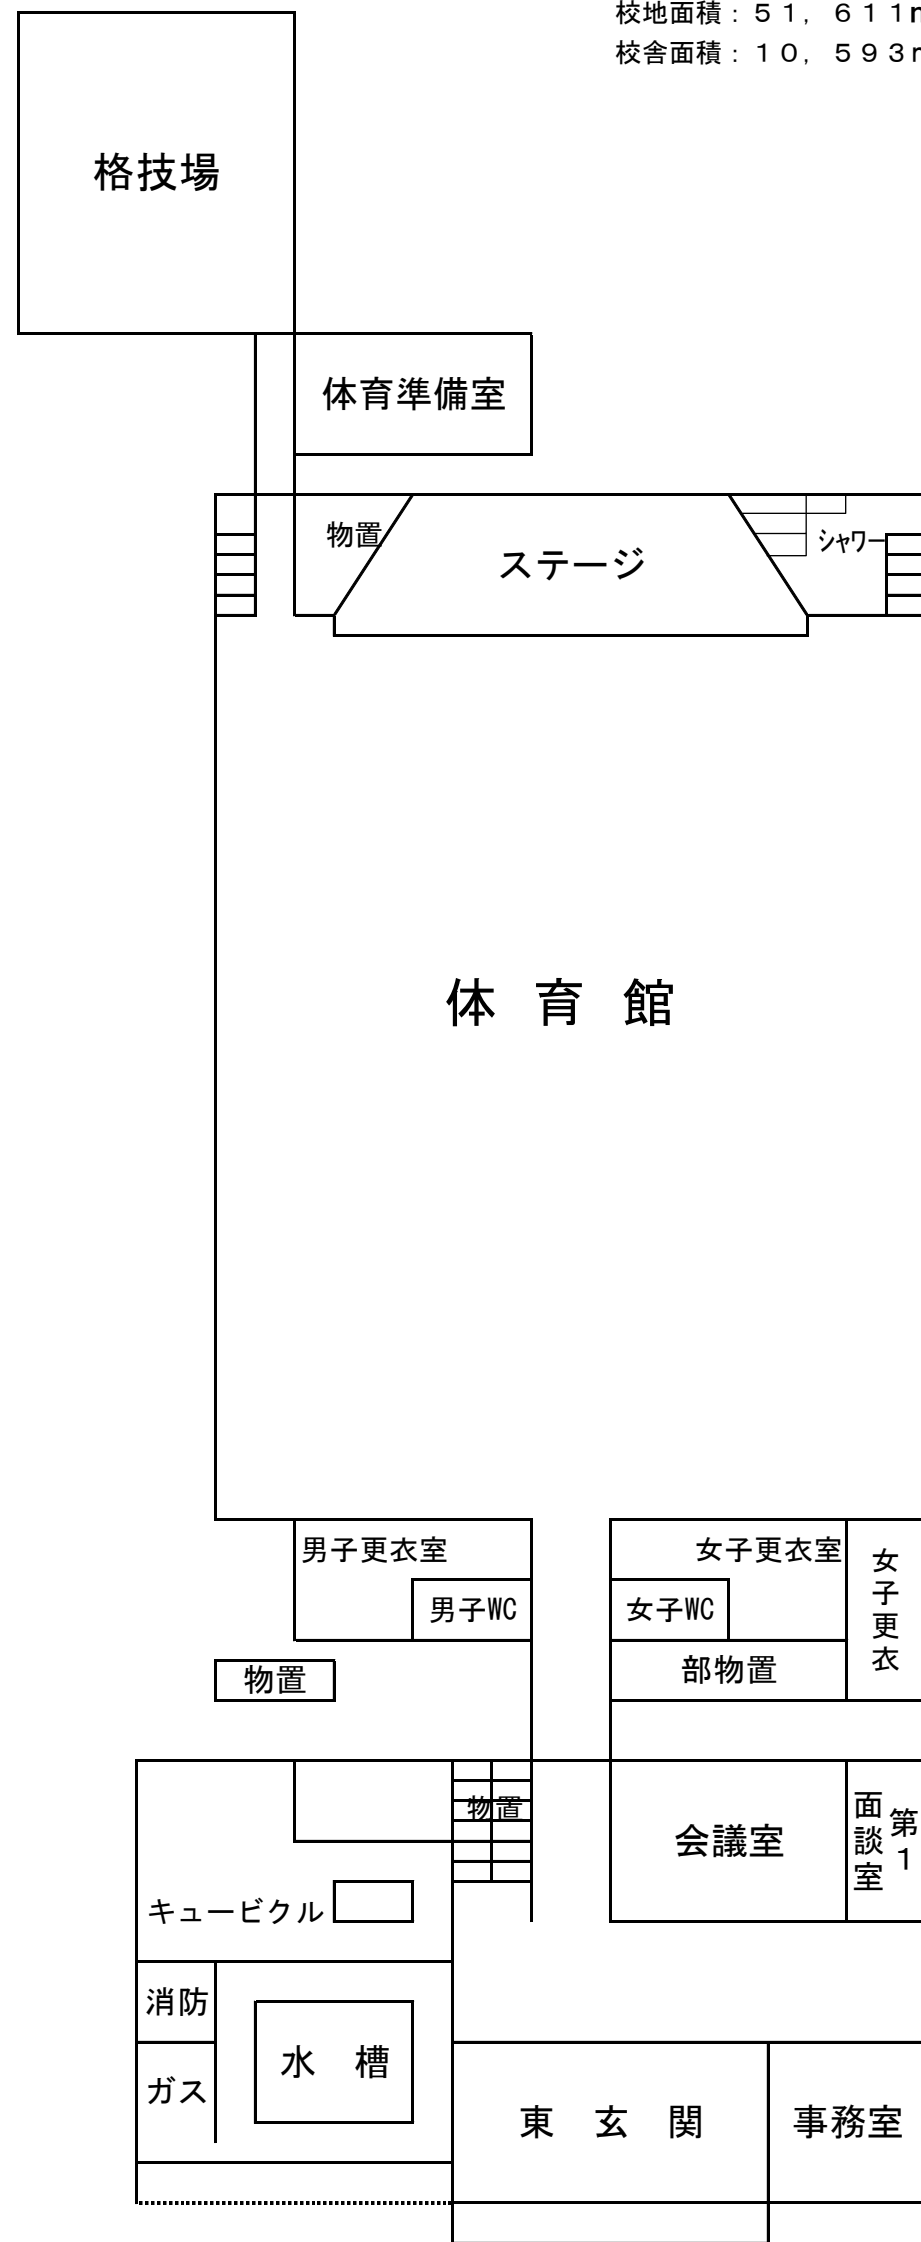 校地面積：５１，６１１m
校舎面積：１０，５９３m
格技場
体育準備室
物置
ステージ
シャワー
体 育 館
男子更衣室
女子更衣室
女子更衣
男子WC
女子WC
部物置
物置
物置
会議室
第1
面談室
キュービクル
消防
水 槽
ガス
東 玄 関
事務室